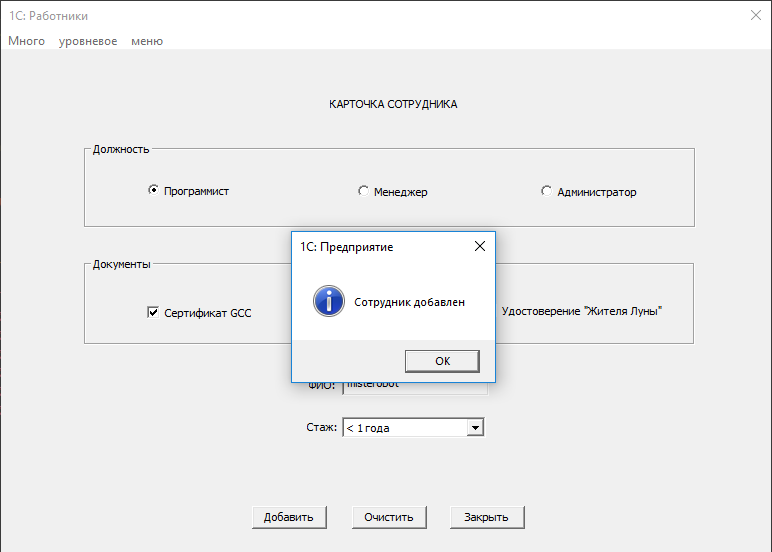 1С: Работники
Много уровневое меню
КАРТОЧКА СОТРУДНИКА
Должность
Программист Менеджер Администратор
1С: Предприятие
Документы
Сотрудник добавлен
Сертификат GCC Удостоверение "Жителя Луны"
OK
ФИО: misterobot
Стаж: < 1 года
Добавить Очистить Закрыть